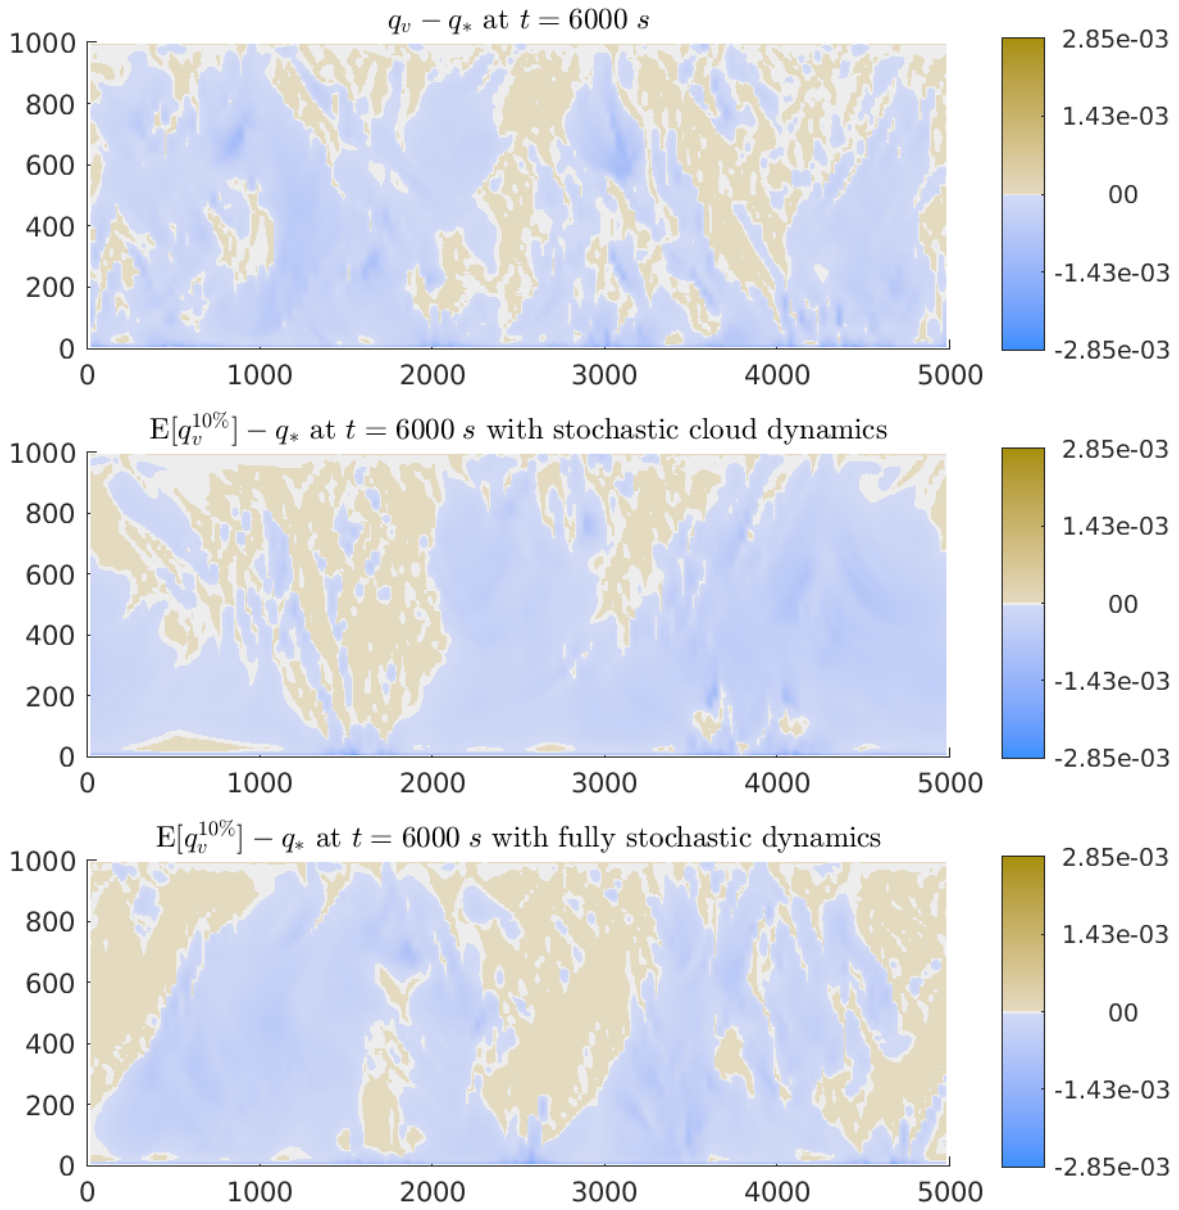 q_v − q_* at t = 6000 s
1000
800
600
400
200
0
0 1000 2000 3000 4000 5000
2.85e-03
1.43e-03
00
-1.43e-03
-2.85e-03
E[q_v^{10%}] − q_* at t = 6000 s with stochastic cloud dynamics
1000
800
600
400
200
0
0 1000 2000 3000 4000 5000
2.85e-03
1.43e-03
00
-1.43e-03
-2.85e-03
E[q_v^{10%}] − q_* at t = 6000 s with fully stochastic dynamics
1000
800
600
400
200
0
0 1000 2000 3000 4000 5000
2.85e-03
1.43e-03
00
-1.43e-03
-2.85e-03